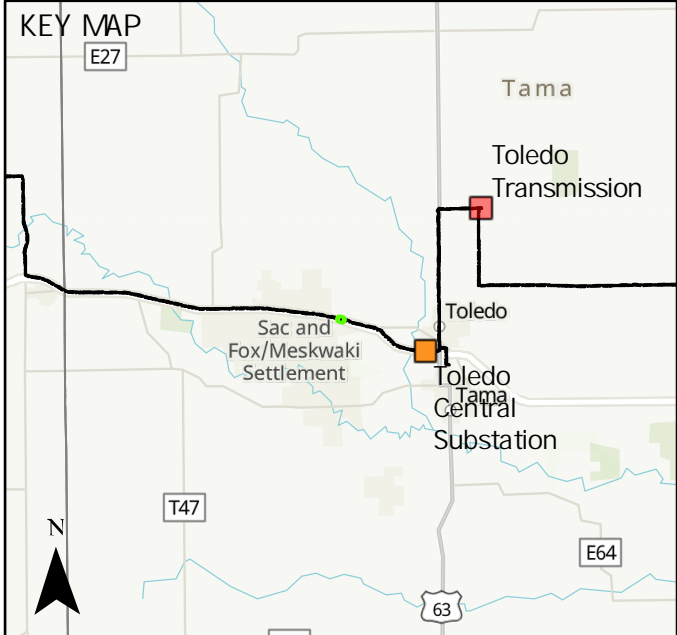 KEY MAP
E27
Tama
Toledo
Transmission
Toledo
Sac and
Fox/Meskwaki
Settlement
Toledo
Central
Substation
Tama
T47
N
E64
63